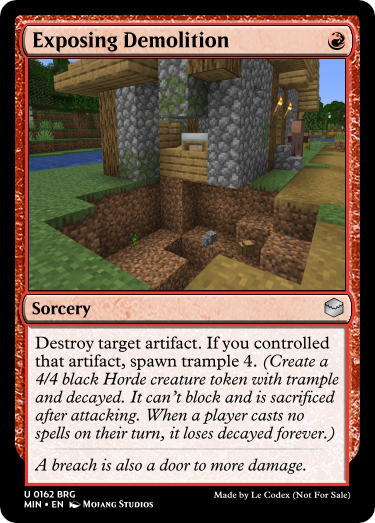 Exposing Demolition
Sorcery
Destroy target artifact. If you controlled
that artifact, spawn trample 4. (Create a
4/4 black Horde creature token with trample
and decayed. It can't block and is sacrificed
after attacking. When a player casts no
spells on their turn, it loses decayed forever.)
A breach is also a door to more damage.
U 0162 BRG
MIN • EN Mojang Studios
Made by Le Codex (Not For Sale)